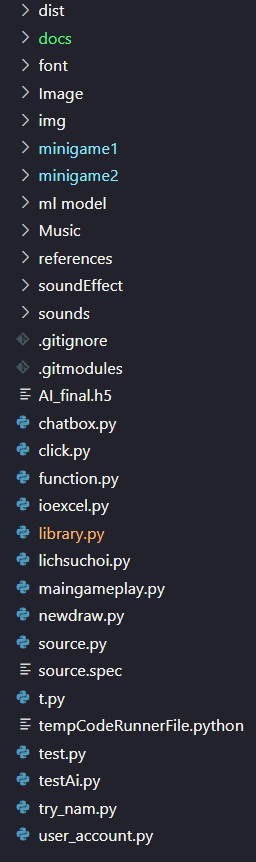 dist
docs
font
Image
img
minigame1
minigame2
ml model
Music
references
soundEffect
sounds
.gitignore
.gitmodules
AI_final.h5
chatbox.py
click.py
function.py
ioexcel.py
library.py
lichsuchoi.py
maingameplay.py
newdraw.py
source.py
source.spec
t.py
tempCodeRunnerFile.python
test.py
testAi.py
try_nam.py
user_account.py